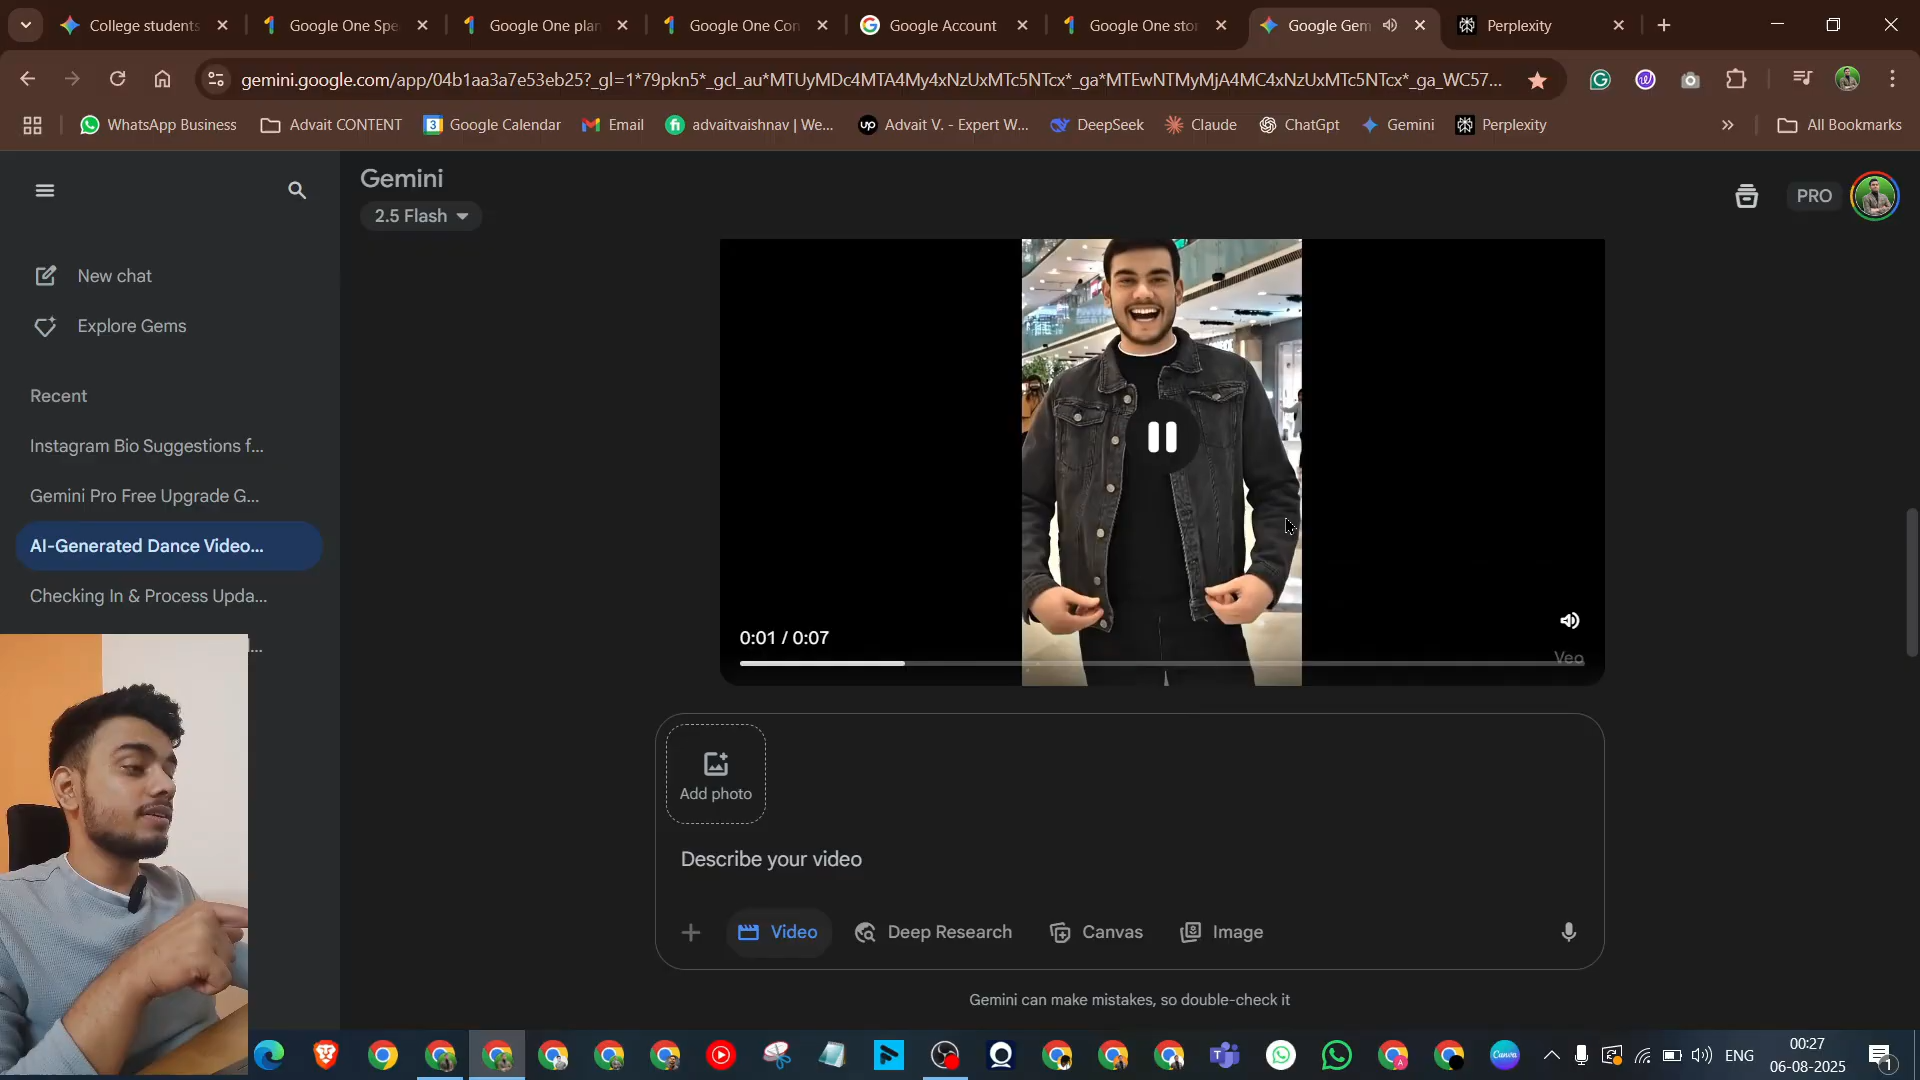 College students
Google One Spe
Google One plan
Google One Con
Google Account
Google One sto
Google Gem
Perplexity
gemini.google.com/app/04b1aa3a7e53eb25?_gl=1*79pkn5*_gcl_au*MTUyMDc4MTA4My4xNzUxMTc5NTcx*_ga*MTEwNTMyMjA4MC4xNzUxMTc5NTcx*_ga_WC57...
WhatsApp Business
Advait CONTENT
Google Calendar
Email
advaitvaishnav | We...
Advait V. - Expert W...
DeepSeek
Claude
ChatGpt
Gemini
Perplexity
All Bookmarks
Gemini
2.5 Flash
PRO
New chat
Explore Gems
Recent
Instagram Bio Suggestions f...
Gemini Pro Free Upgrade G...
AI-Generated Dance Video...
Checking In & Process Upda...
0:01 / 0:07
Veo
Add photo
Describe your video
Video
Deep Research
Canvas
Image
Gemini can make mistakes, so double-check it
ENG
00:27
06-08-2025
1